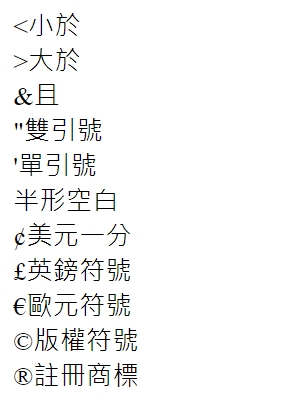 <小於
>大於
&且
"雙引號
'單引號
半形空白
¢美元一分
£英鎊符號
€歐元符號
©版權符號
®註冊商標